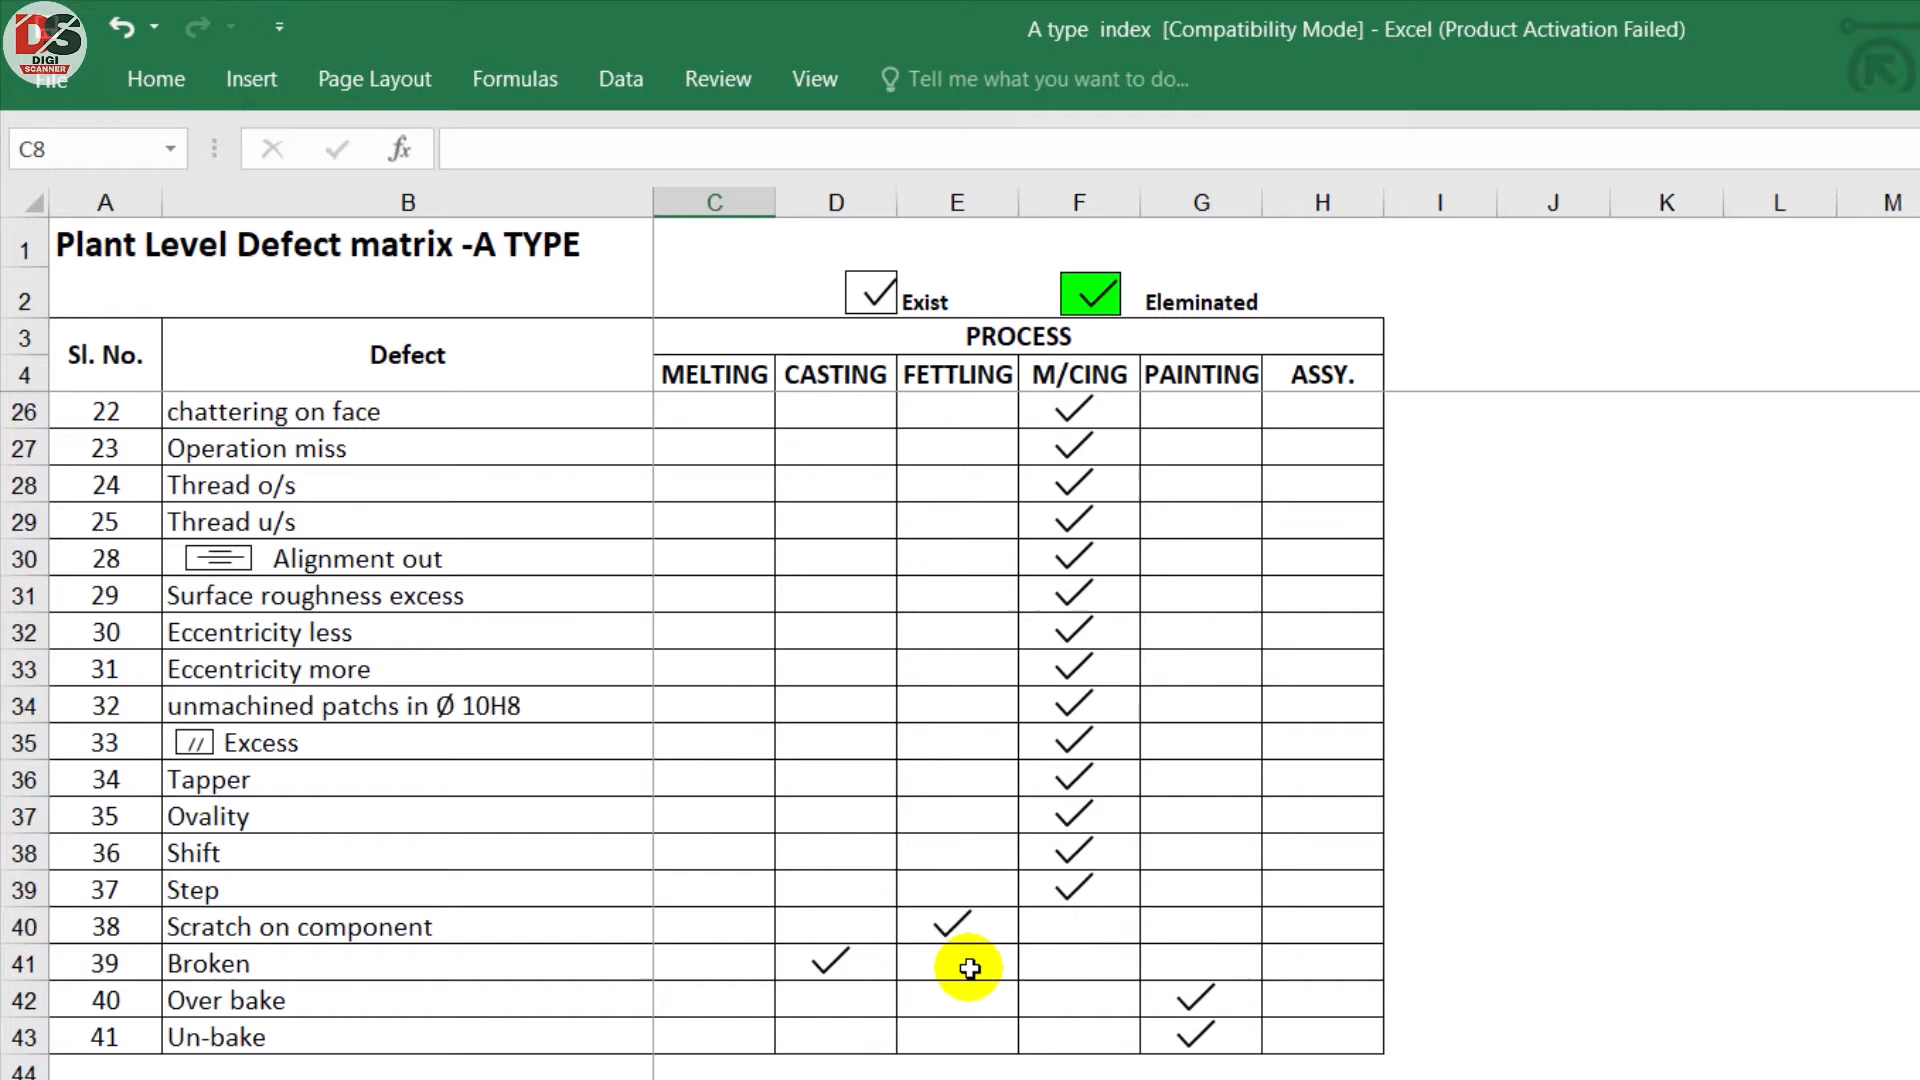 DS
DIGI
SCANNER
A type index [Compatibility Mode] - Excel (Product Activation Failed)
File Home Insert Page Layout Formulas Data Review View Tell me what you want to do...
C8 fx
A B C D E F G H I J K L M
1 Plant Level Defect matrix -A TYPE
2 Exist Eleminated
3 Sl. No. Defect PROCESS
4 MELTING CASTING FETTLING M/CING PAINTING ASSY.
26 22 chattering on face
27 23 Operation miss
28 24 Thread o/s
29 25 Thread u/s
30 28 Alignment out
31 29 Surface roughness excess
32 30 Eccentricity less
33 31 Eccentricity more
34 32 unmachined patchs in Ø 10H8
35 33 // Excess
36 34 Tapper
37 35 Ovality
38 36 Shift
39 37 Step
40 38 Scratch on component
41 39 Broken
42 40 Over bake
43 41 Un-bake
44